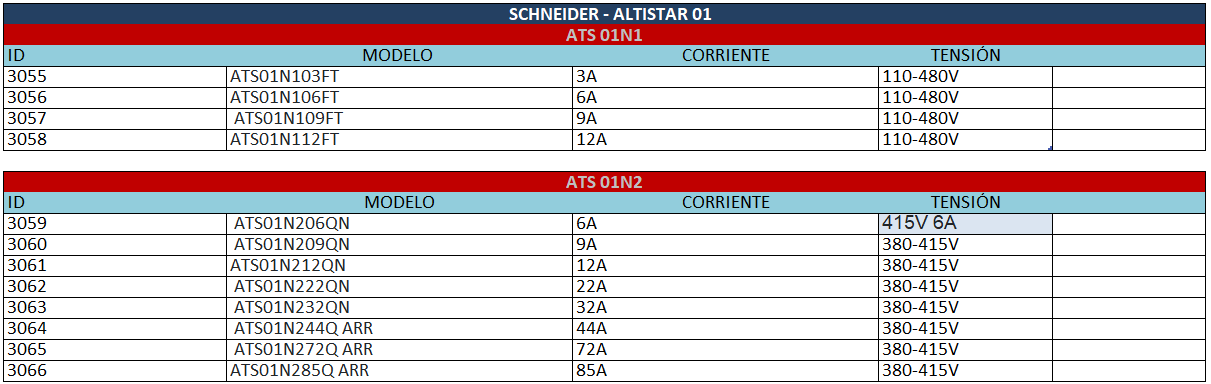 SCHNEIDER - ALTISTAR 01
ATS 01N1
ID MODELO CORRIENTE TENSIÓN
3055 ATS01N103FT 3A 110-480V
3056 ATS01N106FT 6A 110-480V
3057 ATS01N109FT 9A 110-480V
3058 ATS01N112FT 12A 110-480V
ATS 01N2
ID MODELO CORRIENTE TENSIÓN
3059 ATS01N206QN 6A 415V 6A
3060 ATS01N209QN 9A 380-415V
3061 ATS01N212QN 12A 380-415V
3062 ATS01N222QN 22A 380-415V
3063 ATS01N232QN 32A 380-415V
3064 ATS01N244Q ARR 44A 380-415V
3065 ATS01N272Q ARR 72A 380-415V
3066 ATS01N285Q ARR 85A 380-415V